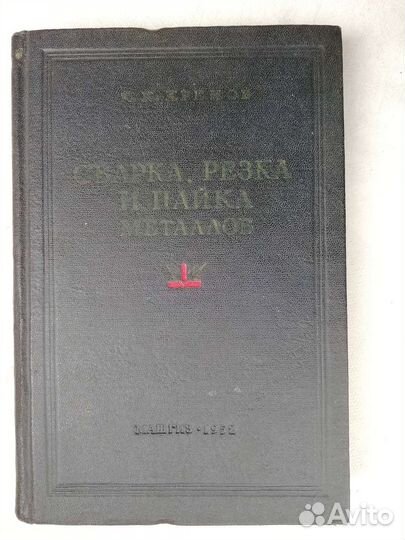 К. К. ХРЕНОВ
СВАРКА, РЕЗКА
И ПАЙКА
МЕТАЛЛОВ
МАШГИЗ • 1952
Avito